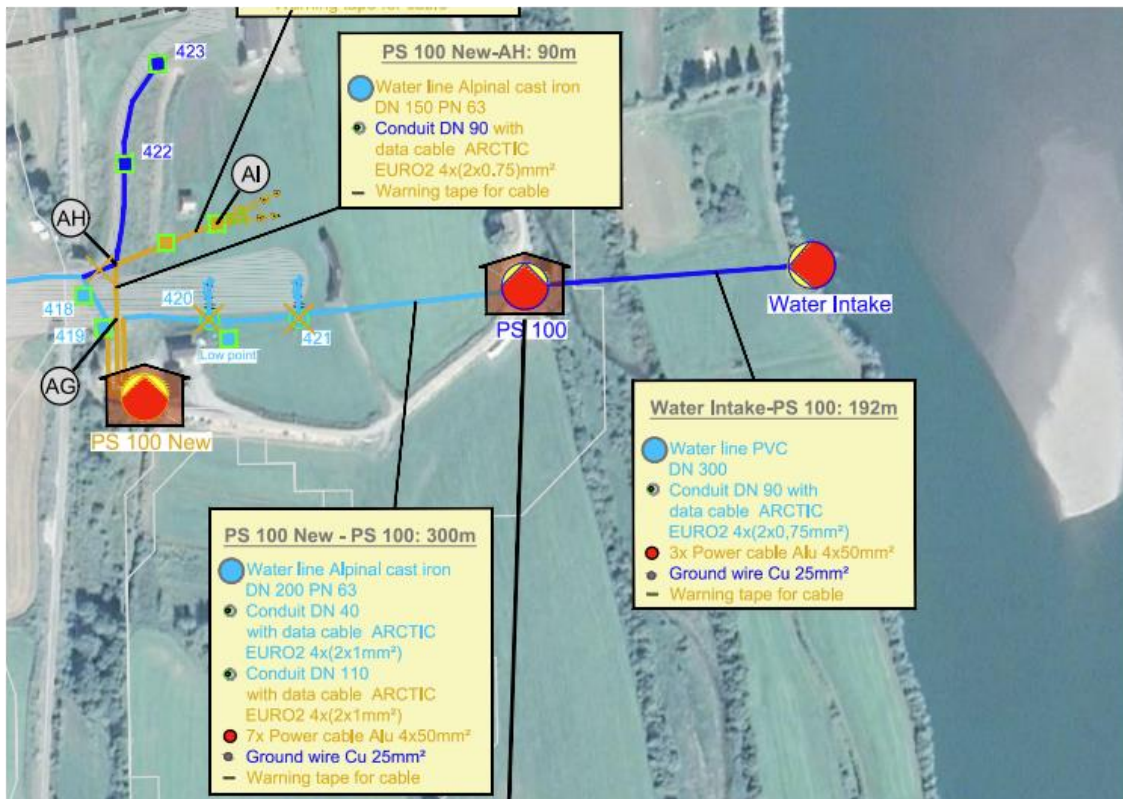 Warning tape for cable
PS 100 New-AH: 90m
Water line Alpinal cast iron
DN 150 PN 63
Conduit DN 90 with
data cable ARCTIC
EURO2 4x(2x0.75)mm²
Warning tape for cable
423
422
AI
AH
418
419
420
421
Low point
AG
PS 100 New
PS 100
Water Intake
Water Intake-PS 100: 192m
Water line PVC
DN 300
Conduit DN 90 with
data cable ARCTIC
EURO2 4x(2x0,75mm²)
3x Power cable Alu 4x50mm²
Ground wire Cu 25mm²
Warning tape for cable
PS 100 New - PS 100: 300m
Water line Alpinal cast iron
DN 200 PN 63
Conduit DN 40
with data cable ARCTIC
EURO2 4x(2x1mm²)
Conduit DN 110
with data cable ARCTIC
EURO2 4x(2x1mm²)
7x Power cable Alu 4x50mm²
Ground wire Cu 25mm²
Warning tape for cable